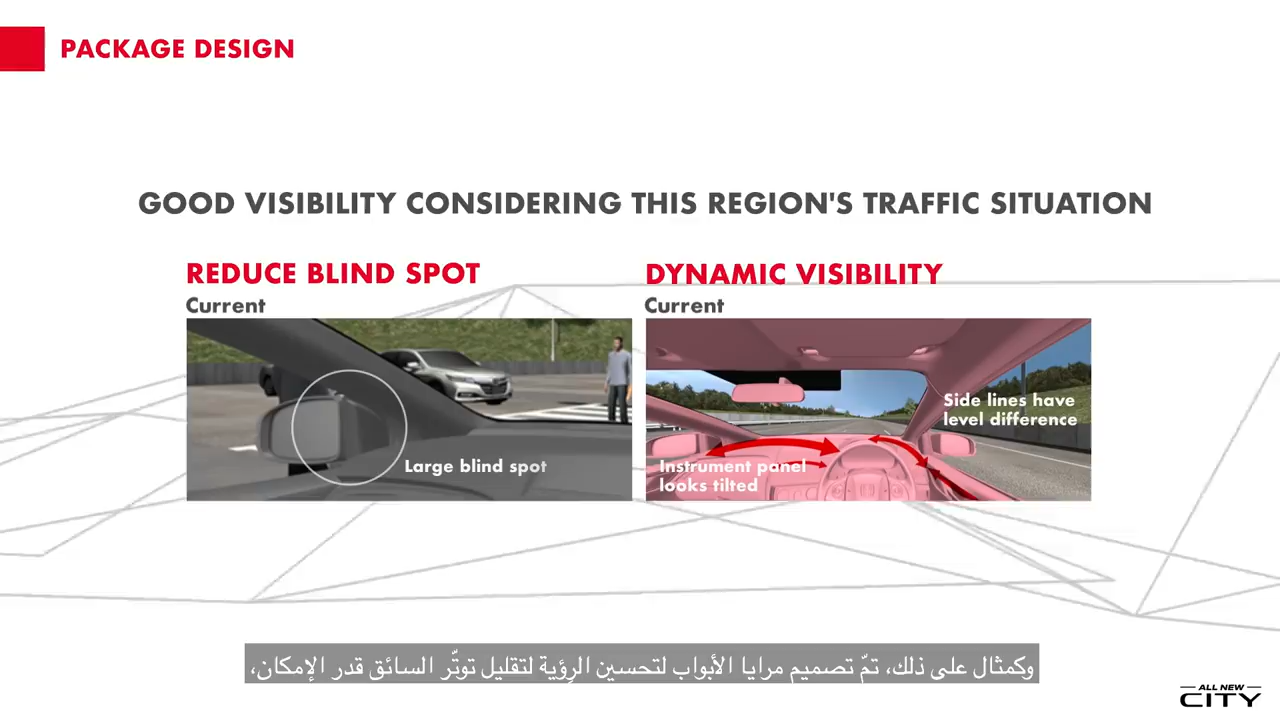 PACKAGE DESIGN
GOOD VISIBILITY CONSIDERING THIS REGION'S TRAFFIC SITUATION
REDUCE BLIND SPOT
Current
Large blind spot
DYNAMIC VISIBILITY
Current
Side lines have
level difference
Instrument panel
looks tilted
وكمثال على ذلك، تمّ تصميم مرايا الأبواب لتحسين الرؤية لتقليل توتّر السائق قدر الإمكان،
ALL NEW
CITY